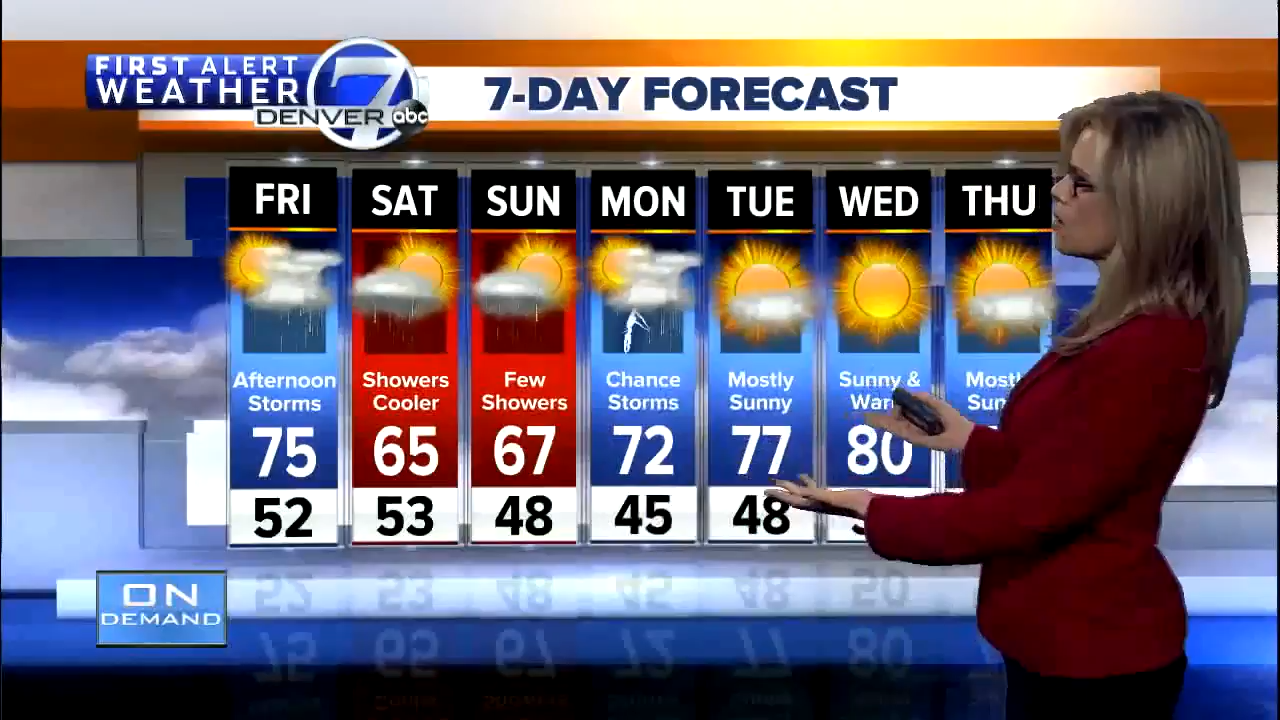 FIRST ALERT
WEATHER
7
DENVER
abc
7-DAY FORECAST
FRI
SAT
SUN
MON
TUE
WED
THU
Afternoon
Storms
Showers
Cooler
Few
Showers
Chance
Storms
Mostly
Sunny
Sunny &
75
65
67
72
77
80
52
53
48
45
48
ON
DEMAND